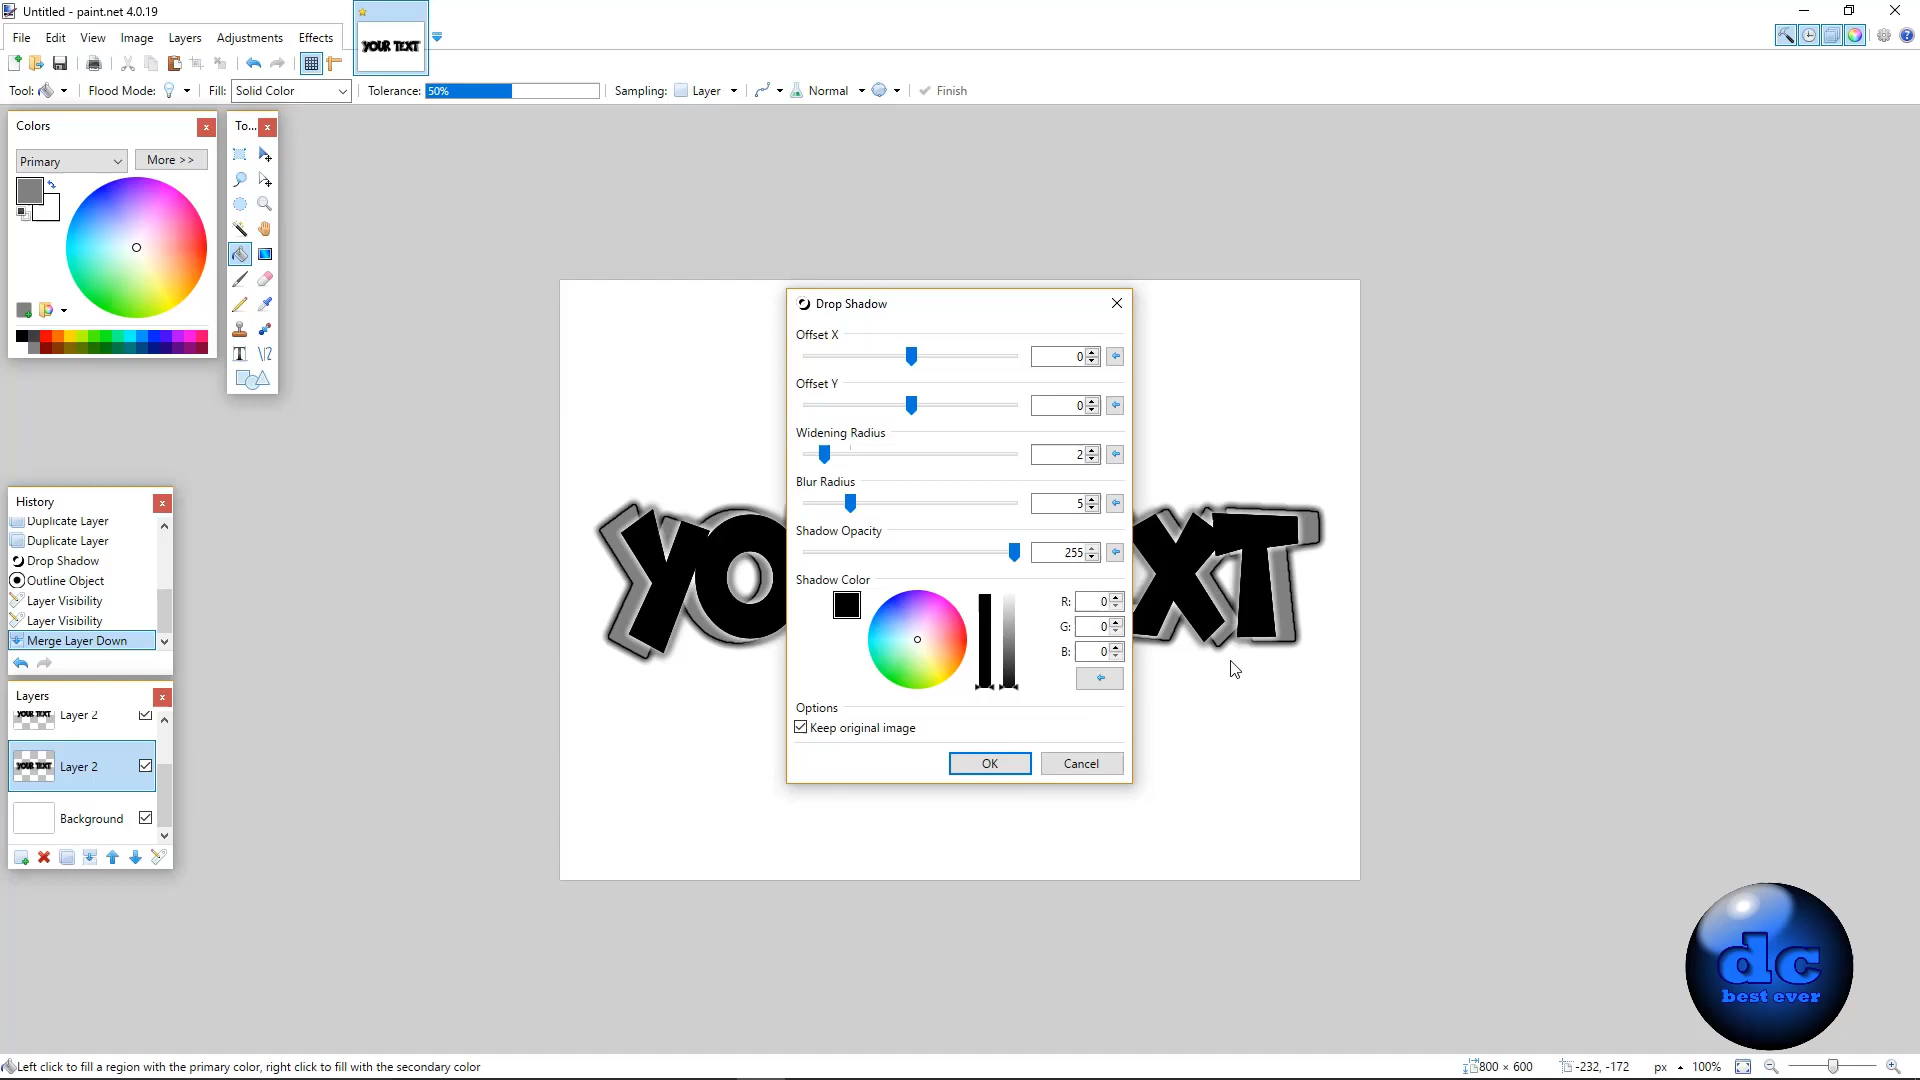 Untitled - paint.net 4.0.19
YOUR TEXT
File Edit View Image Layers Adjustments Effects
Tool: Flood Mode: Fill: Solid Color Tolerance: 50% Sampling: Layer Normal Finish
Colors
To...
Primary
More >>
Drop Shadow
Offset X
0
Offset Y
0
Widening Radius
2
Blur Radius
5
Shadow Opacity
255
Shadow Color
R: 0
G: 0
B: 0
Options
Keep original image
OK Cancel
YO
XT
History
Duplicate Layer
Duplicate Layer
Drop Shadow
Outline Object
Layer Visibility
Layer Visibility
Merge Layer Down
Layers
YOUR TEXT Layer 2
YOUR TEXT Layer 2
Background
dc
best ever
Left click to fill a region with the primary color, right click to fill with the secondary color
800 × 600
-232, -172
px
100%